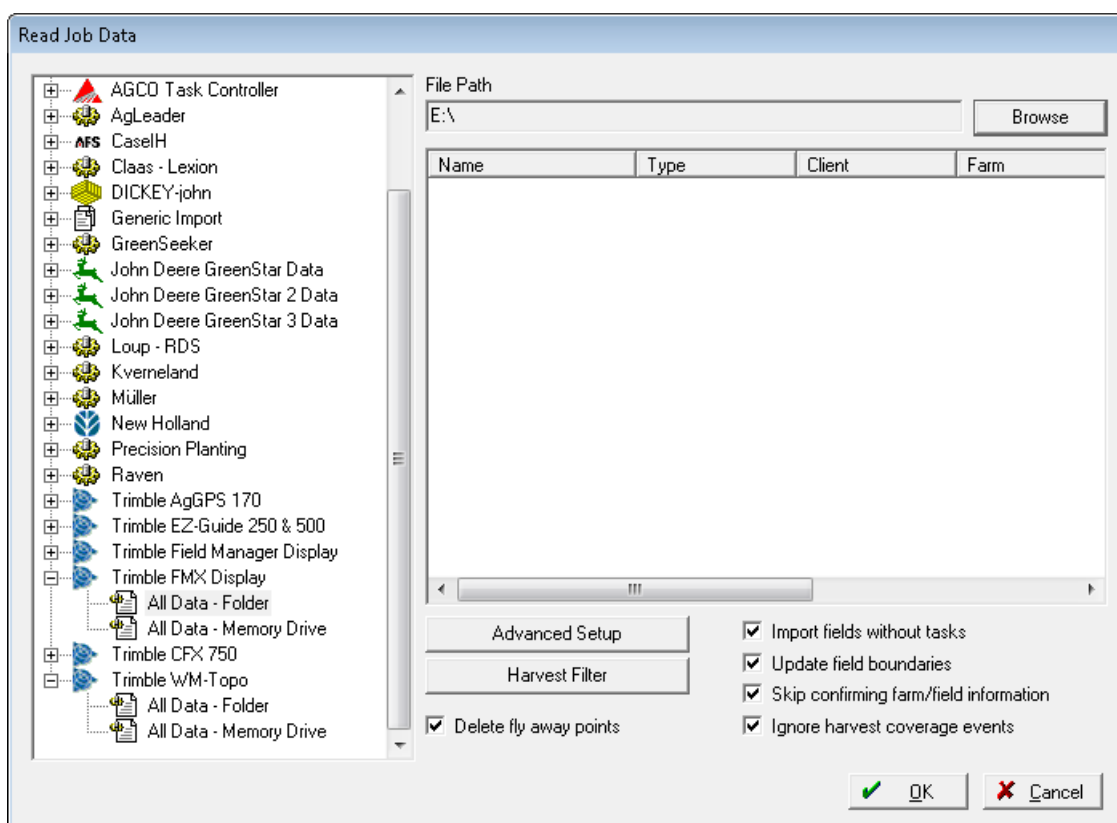 Read Job Data
AGCO Task Controller
AgLeader
AFS CaseIH
Claas - Lexion
DICKEY-john
Generic Import
GreenSeeker
John Deere GreenStar Data
John Deere GreenStar 2 Data
John Deere GreenStar 3 Data
Loup - RDS
Kverneland
Müller
New Holland
Precision Planting
Raven
Trimble AgGPS 170
Trimble EZ-Guide 250 & 500
Trimble Field Manager Display
Trimble FMX Display
All Data - Folder
All Data - Memory Drive
Trimble CFX 750
Trimble WM-Topo
All Data - Folder
All Data - Memory Drive
File Path
E:\
Browse
Name Type Client Farm
Advanced Setup
Harvest Filter
Delete fly away points
Import fields without tasks
Update field boundaries
Skip confirming farm/field information
Ignore harvest coverage events
OK Cancel